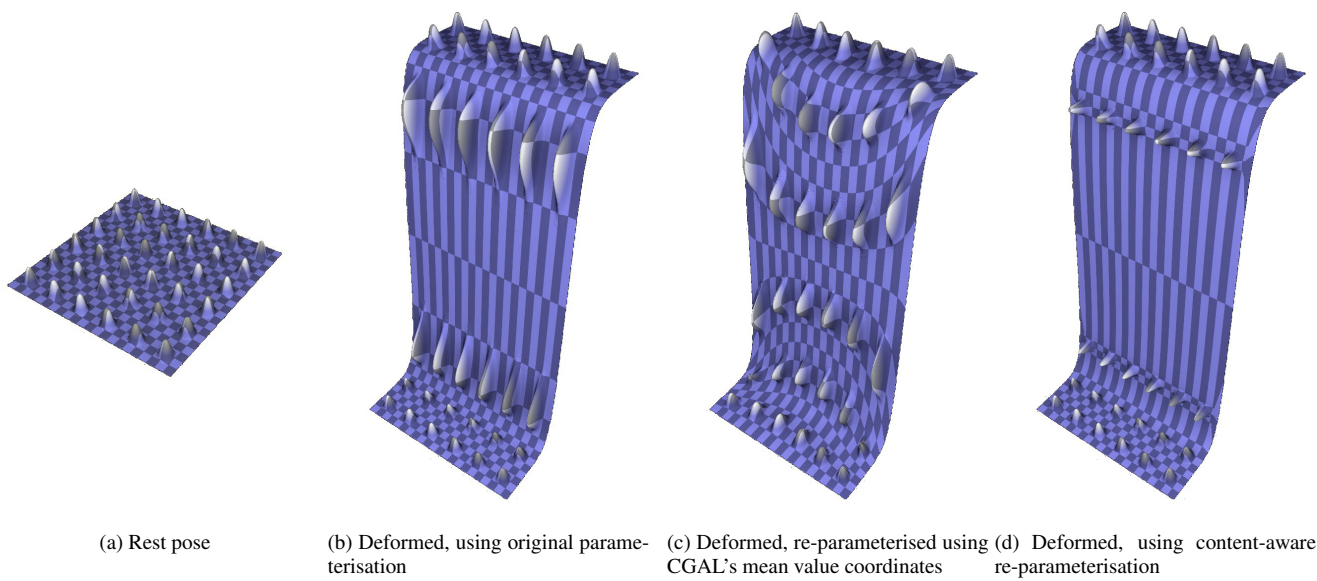 (a) Rest pose
(b) Deformed, using original parame-
terisation
(c) Deformed, re-parameterised using
CGAL's mean value coordinates
(d) Deformed, using content-aware
re-parameterisation